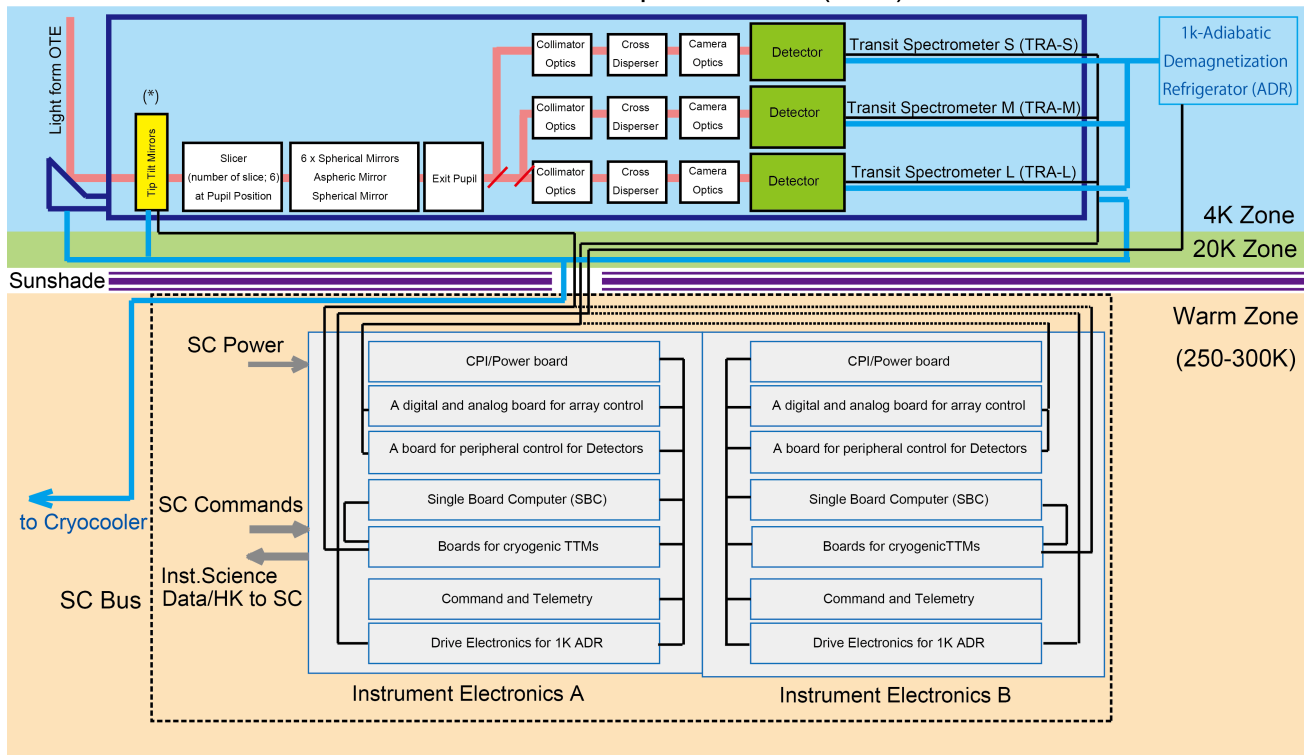 Light form OTE
(*)
Tip Tilt Mirrors
Slicer
(number of slice; 6)
at Pupil Position
6 x Spherical Mirrors
Aspheric Mirror
Spherical Mirror
Exit Pupil
Collimator
Optics
Cross
Disperser
Camera
Optics
Detector
Transit Spectrometer S (TRA-S)
Collimator
Optics
Cross
Disperser
Camera
Optics
Detector
Transit Spectrometer M (TRA-M)
Collimator
Optics
Cross
Disperser
Camera
Optics
Detector
Transit Spectrometer L (TRA-L)
1k-Adiabatic
Demagnetization
Refrigerator (ADR)
4K Zone
20K Zone
Sunshade
Warm Zone
(250-300K)
SC Power
SC Commands
to Cryocooler
Inst.Science
Data/HK to SC
SC Bus
CPI/Power board
A digital and analog board for array control
A board for peripheral control for Detectors
Single Board Computer (SBC)
Boards for cryogenic TTMs
Command and Telemetry
Drive Electronics for 1K ADR
Instrument Electronics A
CPI/Power board
A digital and analog board for array control
A board for peripheral control for Detectors
Single Board Computer (SBC)
Boards for cryogenicTTMs
Command and Telemetry
Drive Electronics for 1K ADR
Instrument Electronics B